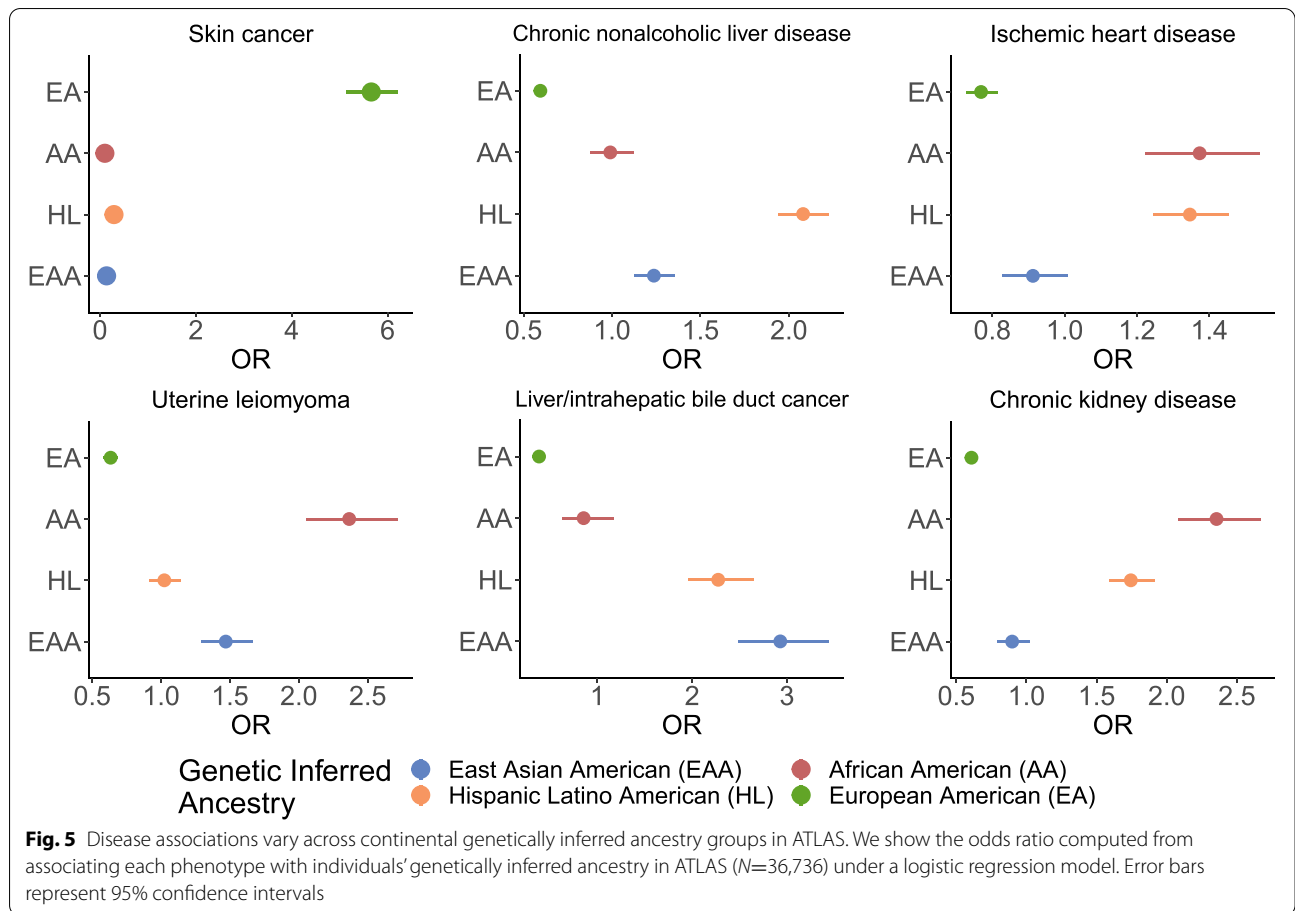 Skin cancer
EA
AA
HL
EAA
0 2 4 6
OR
Chronic nonalcoholic liver disease
EA
AA
HL
EAA
0.5 1.0 1.5 2.0
OR
Ischemic heart disease
EA
AA
HL
EAA
0.8 1.0 1.2 1.4
OR
Uterine leiomyoma
EA
AA
HL
EAA
0.5 1.0 1.5 2.0 2.5
OR
Liver/intrahepatic bile duct cancer
EA
AA
HL
EAA
1 2 3
OR
Chronic kidney disease
EA
AA
HL
EAA
0.5 1.0 1.5 2.0 2.5
OR
Genetic Inferred
Ancestry
East Asian American (EAA)
Hispanic Latino American (HL)
African American (AA)
European American (EA)
Fig. 5 Disease associations vary across continental genetically inferred ancestry groups in ATLAS. We show the odds ratio computed from
associating each phenotype with individuals’ genetically inferred ancestry in ATLAS (N=36,736) under a logistic regression model. Error bars
represent 95% confidence intervals